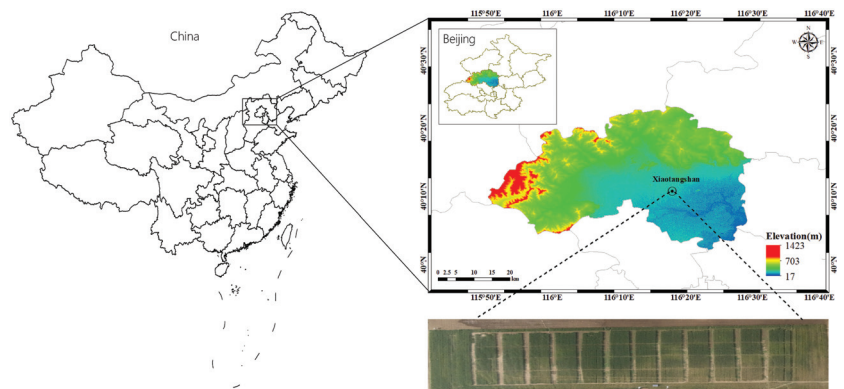 China
115°50'E 116°E 116°10'E 116°20'E 116°30'E 116°40'E
Beijing
N
W E
S
40°30'N 40°30'N
40°20'N 40°20'N
Xiaotangshan
40°10'N 40°10'N
Elevation(m)
1423
703
17
40°N 40°N
0 2.5 5 10 15 20
km
115°50'E 116°E 116°10'E 116°20'E 116°30'E 116°40'E